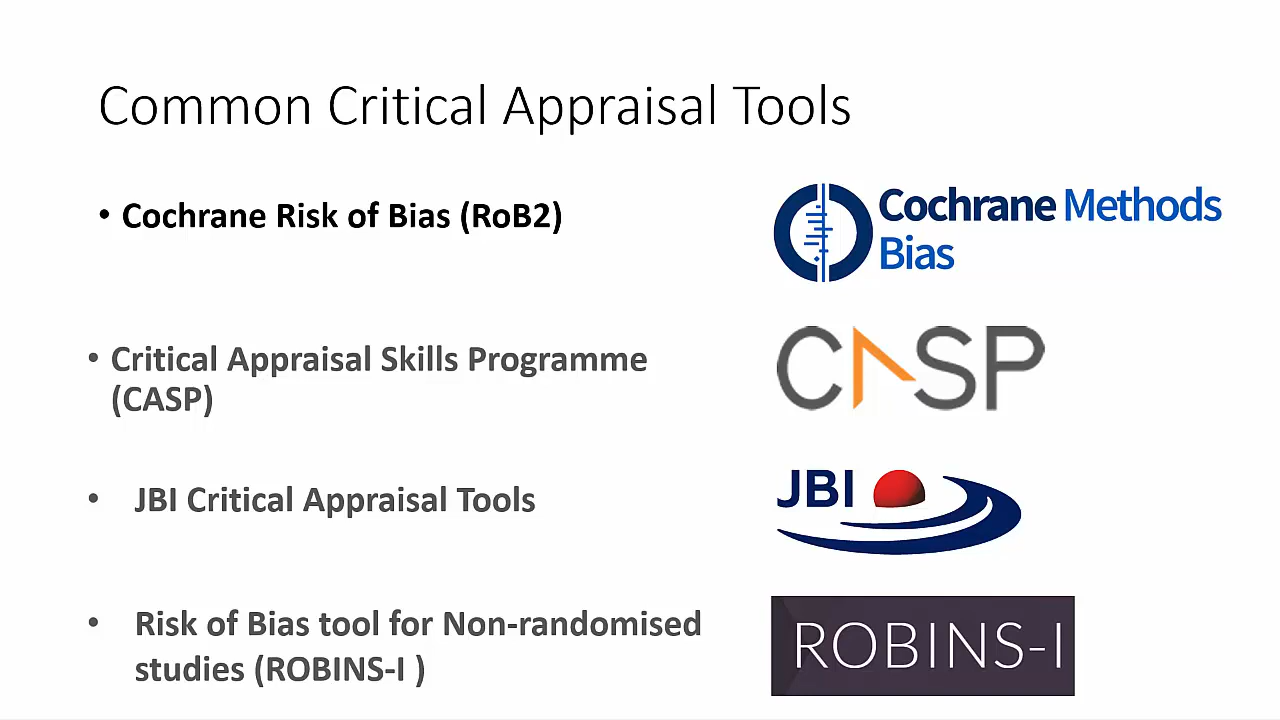 Common Critical Appraisal Tools
• Cochrane Risk of Bias (RoB2)
Cochrane Methods
Bias
• Critical Appraisal Skills Programme
(CASP)
CASP
• JBI Critical Appraisal Tools
JBI
• Risk of Bias tool for Non-randomised
studies (ROBINS-I )
ROBINS-I